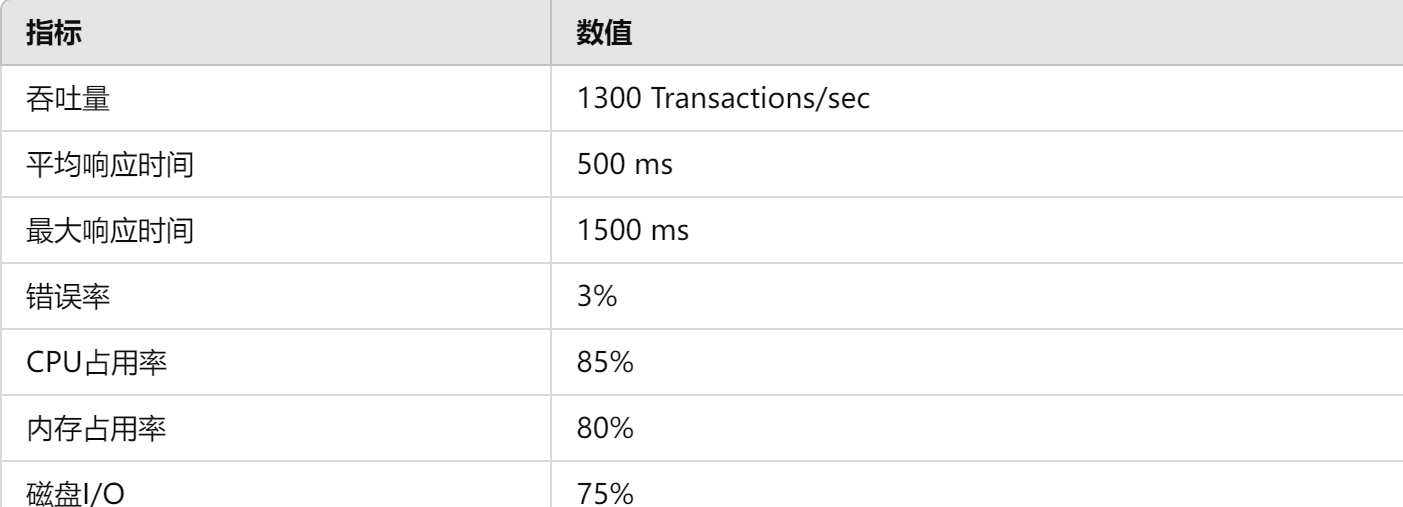 指标 数值
吞吐量 1300 Transactions/sec
平均响应时间 500 ms
最大响应时间 1500 ms
错误率 3%
CPU占用率 85%
内存占用率 80%
磁盘I/O 75%